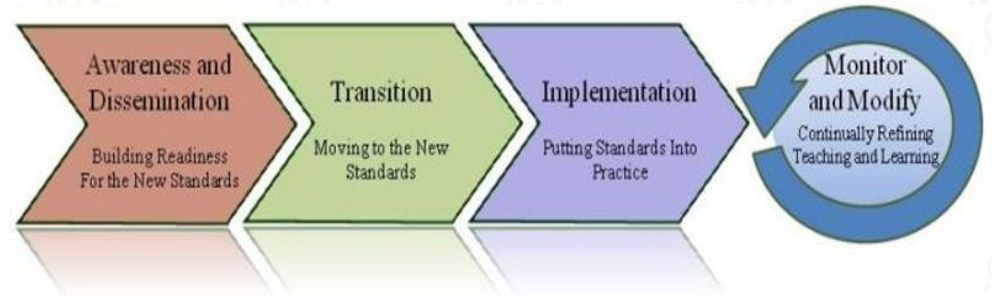 Awareness and
Dissemination
Building Readiness
For the New Standards
Transition
Moving to the New
Standards
Implementation
Putting Standards Into
Practice
Monitor
and Modify
Continually Refining
Teaching and Learning